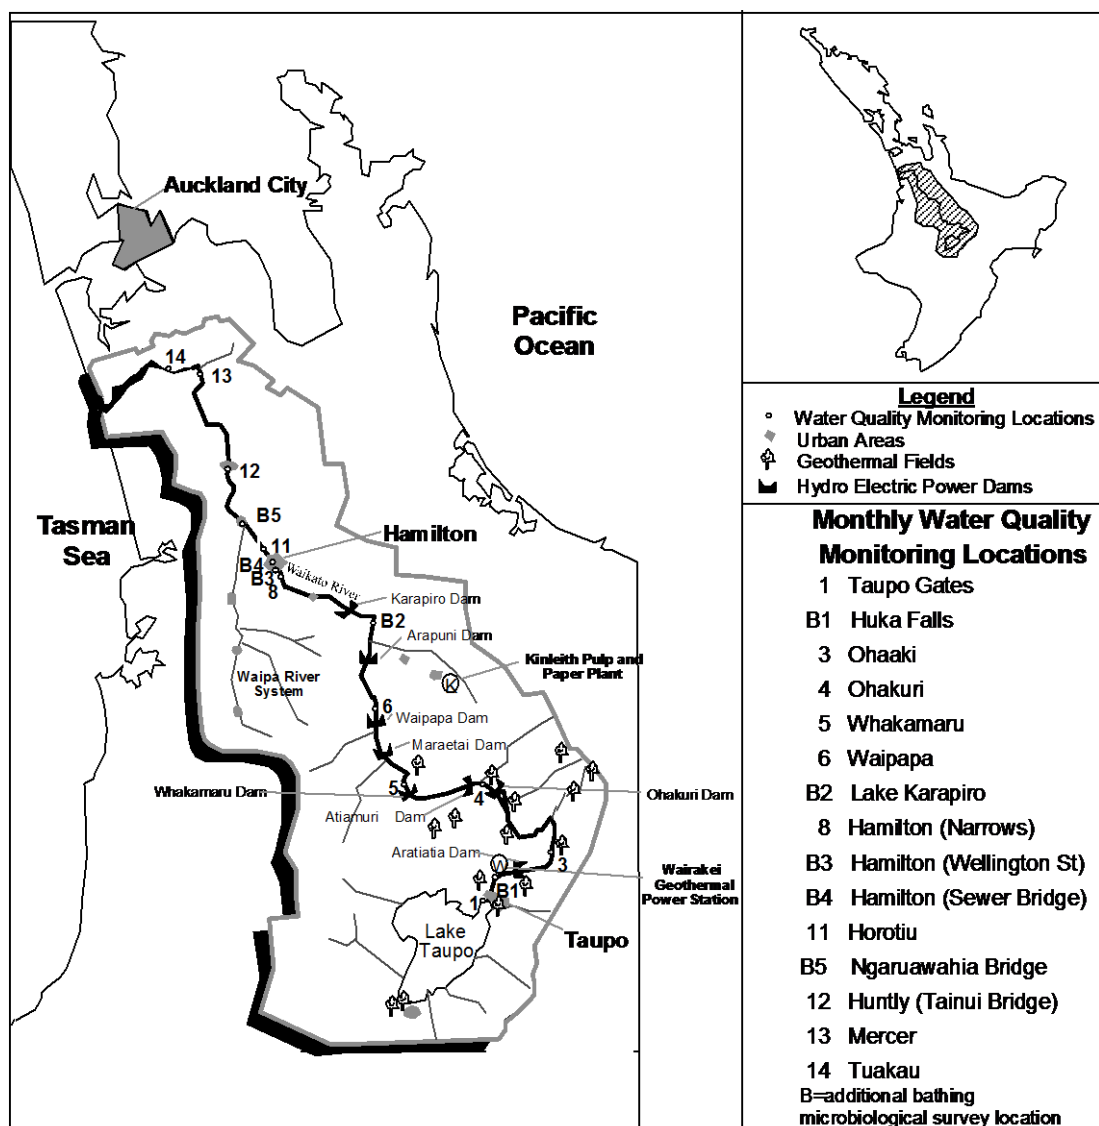 Auckland City
Pacific
Ocean
14
13
12
B5
Tasman
Sea
Hamilton
11
B4
B3
8
Waikato River
Karapiro Dam
B2
Arapuni Dam
Kinleith Pulp and
Paper Plant
K
Waipa River
System
6
Waipapa Dam
Maraetai Dam
Whakamaru Dam
5
4
Ohakuri Dam
Atiamuri Dam
Aratiatia Dam
W
3
Wairakei
Geothermal
Power Station
B1
1
Lake
Taupo
Taupo
Legend
Water Quality Monitoring Locations
Urban Areas
Geothermal Fields
Hydro Electric Power Dams
Monthly Water Quality
Monitoring Locations
1 Taupo Gates
B1 Huka Falls
3 Ohaaki
4 Ohakuri
5 Whakamaru
6 Waipapa
B2 Lake Karapiro
8 Hamilton (Narrows)
B3 Hamilton (Wellington St)
B4 Hamilton (Sewer Bridge)
11 Horotiu
B5 Ngaruawahia Bridge
12 Huntly (Tainui Bridge)
13 Mercer
14 Tuakau
B=additional bathing
microbiological survey location